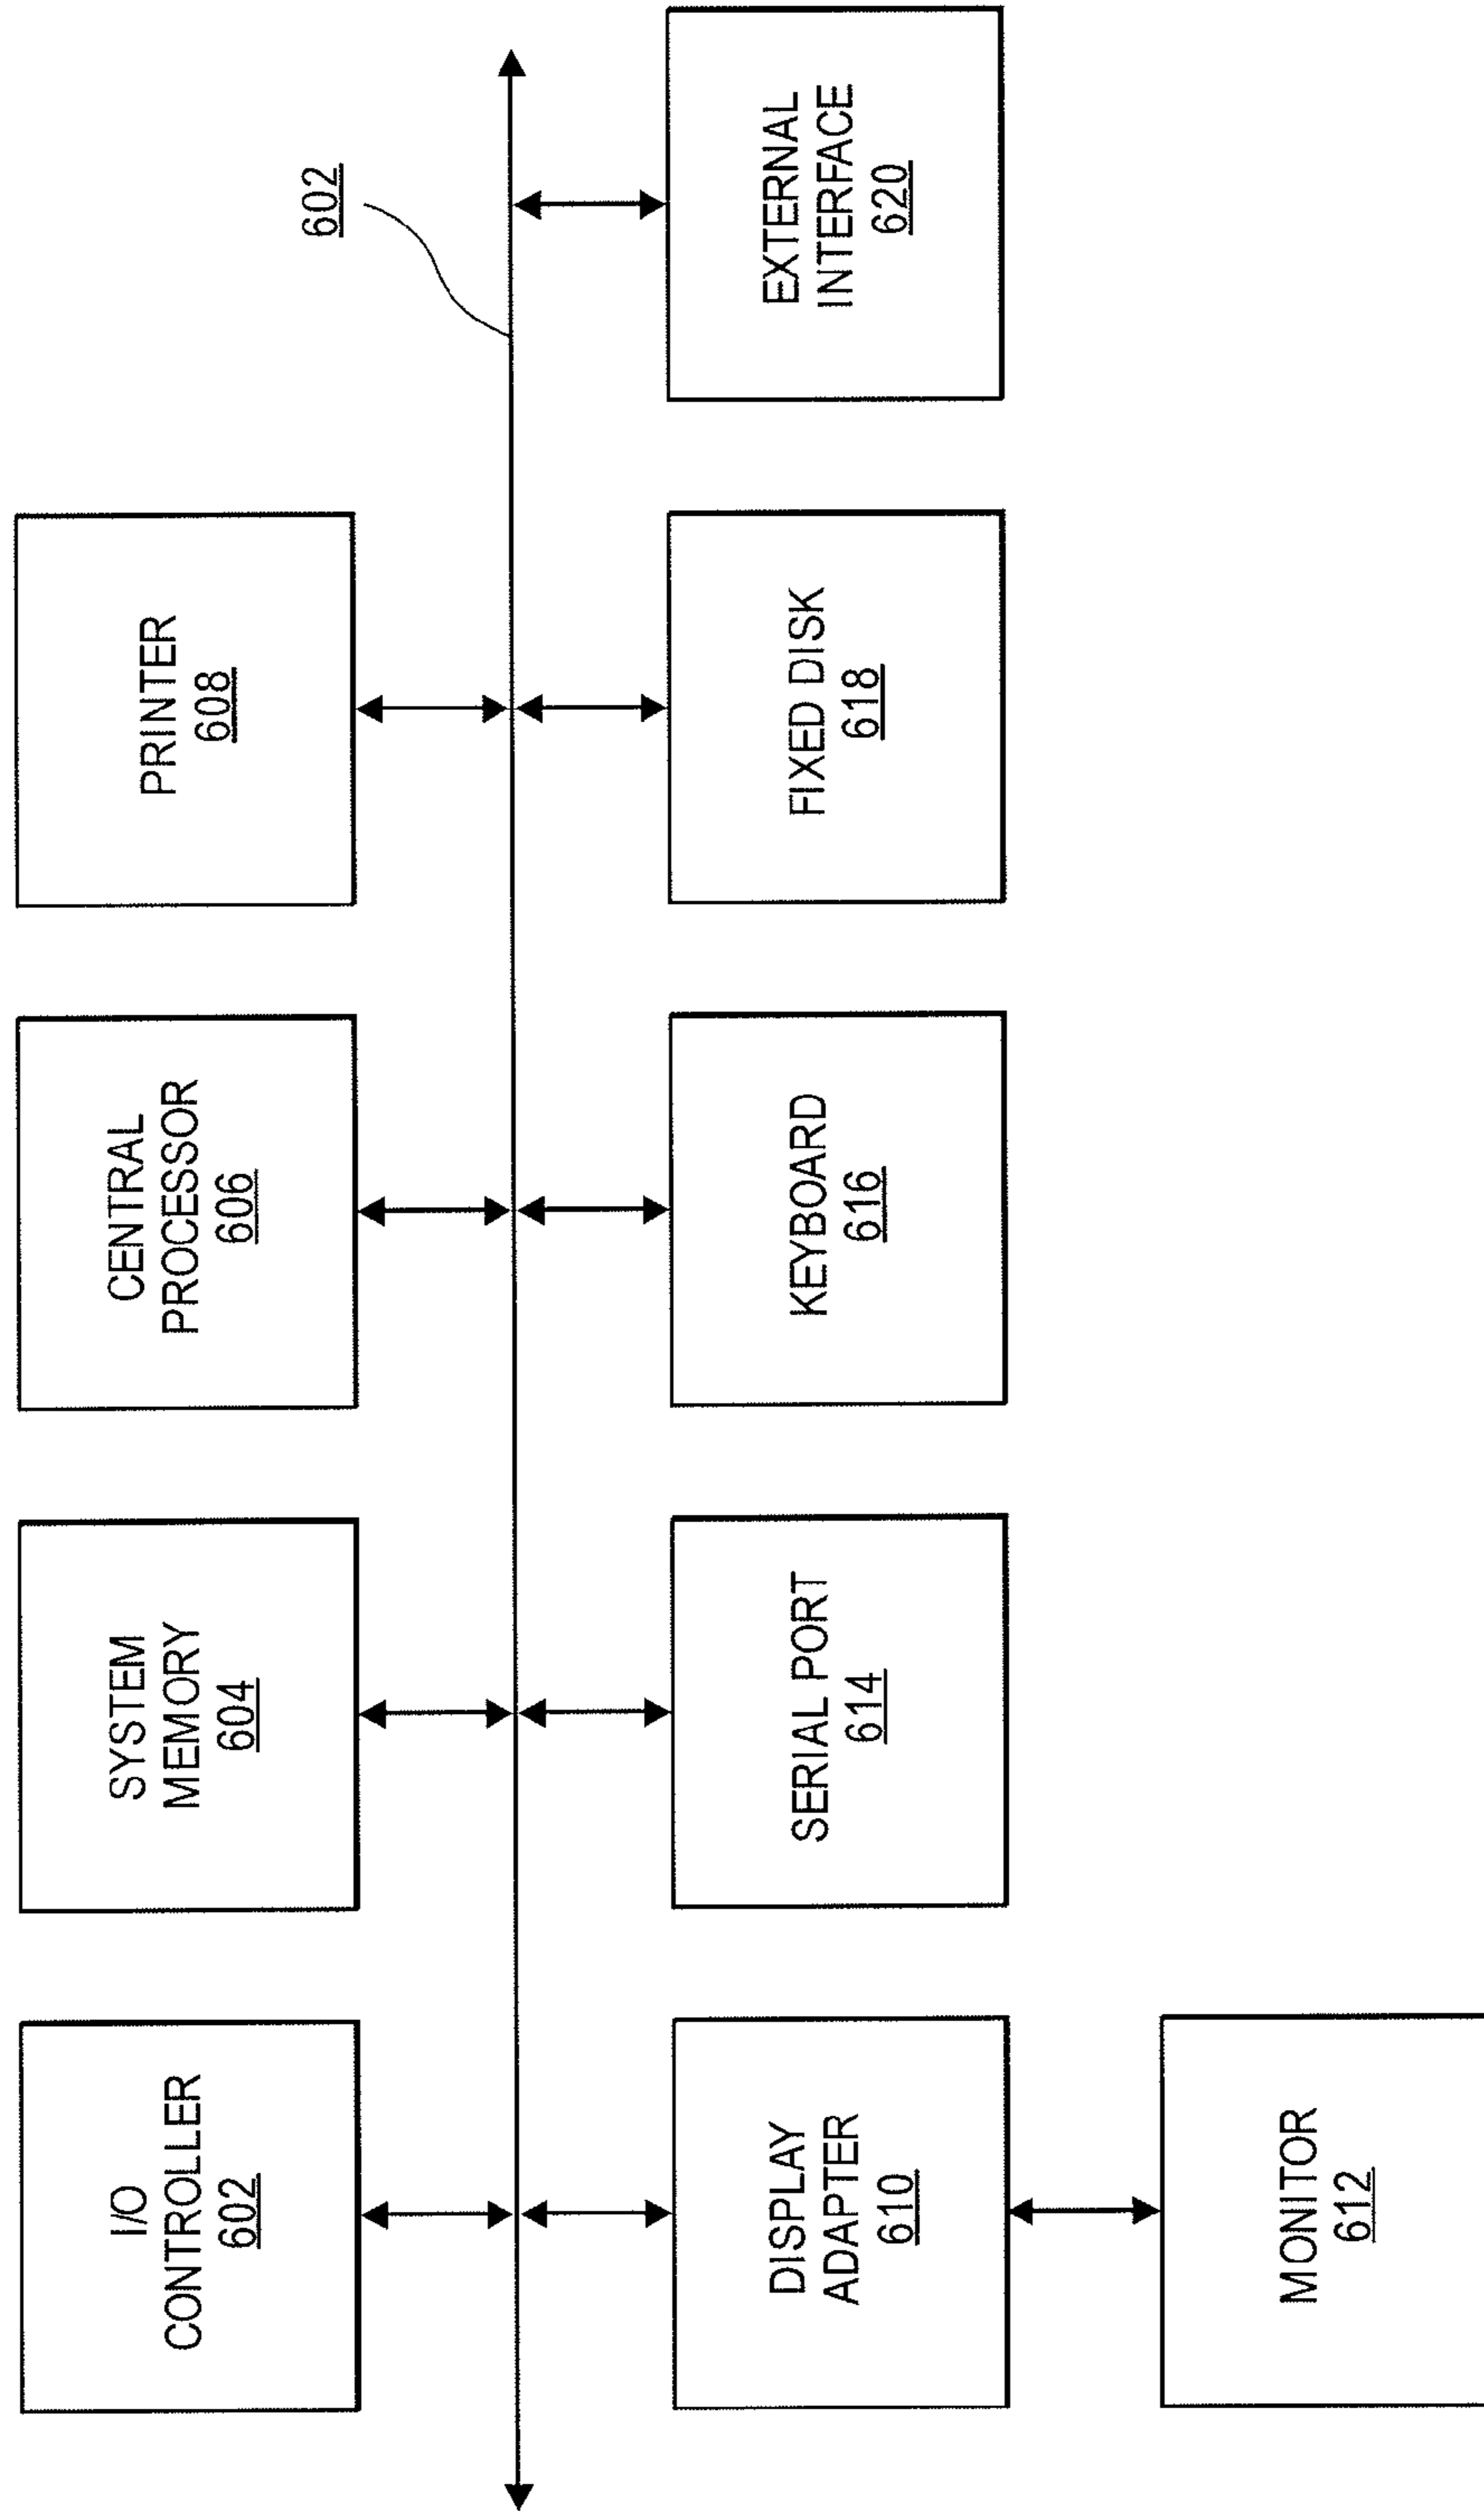 I/O
CONTROLLER
602
SYSTEM
MEMORY
604
CENTRAL
PROCESSOR
606
PRINTER
608
602
DISPLAY
ADAPTER
610
SERIAL PORT
614
KEYBOARD
616
FIXED DISK
618
EXTERNAL
INTERFACE
620
MONITOR
612